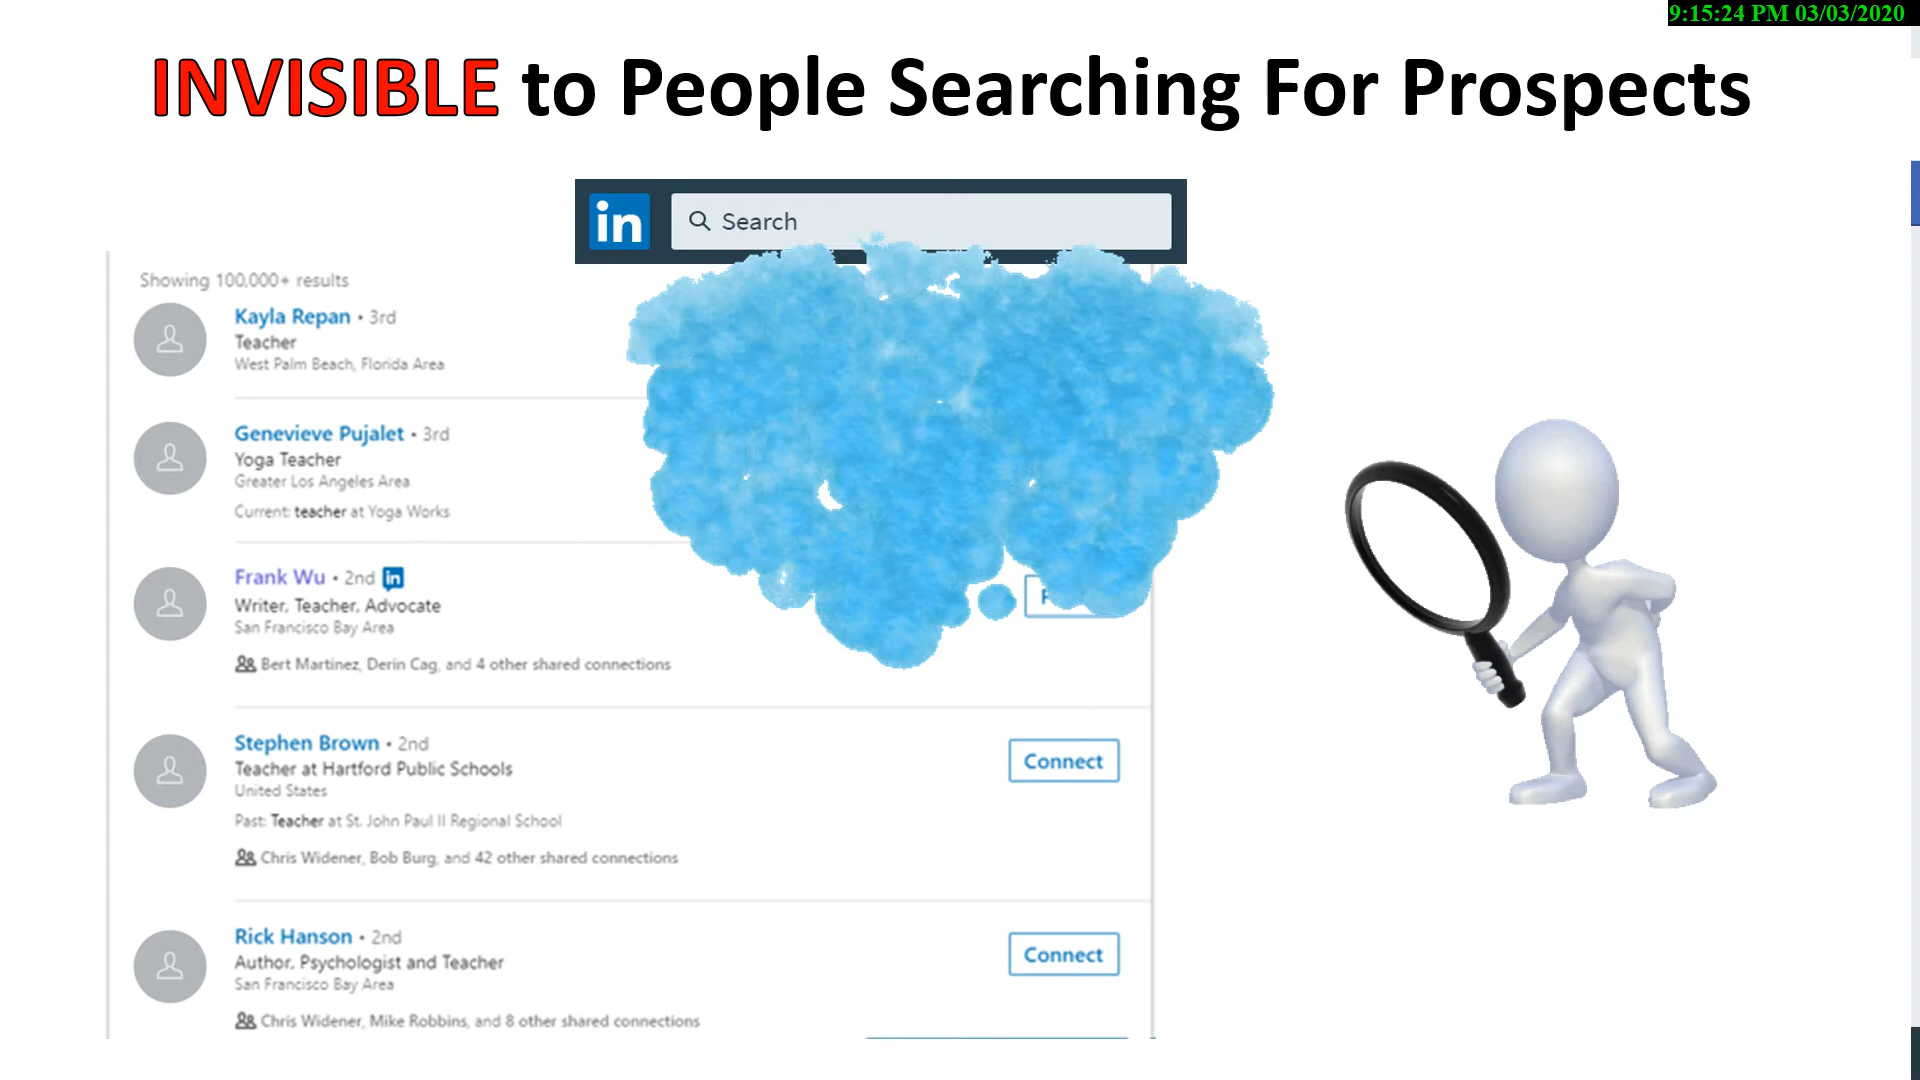 9:15:24 PM 03/03/2020
INVISIBLE to People Searching For Prospects
in Search
Showing 100,000+ results
Kayla Repan • 3rd
Teacher
West Palm Beach, Florida Area
Genevieve Pujalet • 3rd
Yoga Teacher
Greater Los Angeles Area
Current: teacher at Yoga Works
Frank Wu • 2nd in
Writer, Teacher, Advocate
San Francisco Bay Area
Bert Martinez, Derin Cag, and 4 other shared connections
Stephen Brown • 2nd
Teacher at Hartford Public Schools
United States
Connect
Past: Teacher at St. John Paul II Regional School
Chris Widener, Bob Burg, and 42 other shared connections
Rick Hanson • 2nd
Author, Psychologist and Teacher
San Francisco Bay Area
Connect
Chris Widener, Mike Robbins, and 8 other shared connections